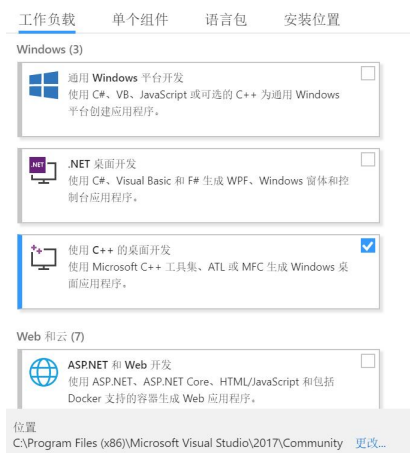 工作负载 单个组件 语言包 安装位置
Windows (3)
通用 Windows 平台开发
使用 C#、VB、JavaScript 或可选的 C++ 为通用 Windows
平台创建应用程序。
.NET
.NET 桌面开发
使用 C#、Visual Basic 和 F# 生成 WPF、Windows 窗体和控
制台应用程序。
使用 C++ 的桌面开发
使用 Microsoft C++ 工具集、ATL 或 MFC 生成 Windows 桌
面应用程序。
Web 和云 (7)
ASP.NET 和 Web 开发
使用 ASP.NET、ASP.NET Core、HTML/JavaScript 和包括
Docker 支持的容器生成 Web 应用程序。
位置
C:\Program Files (x86)\Microsoft Visual Studio\2017\Community 更改...